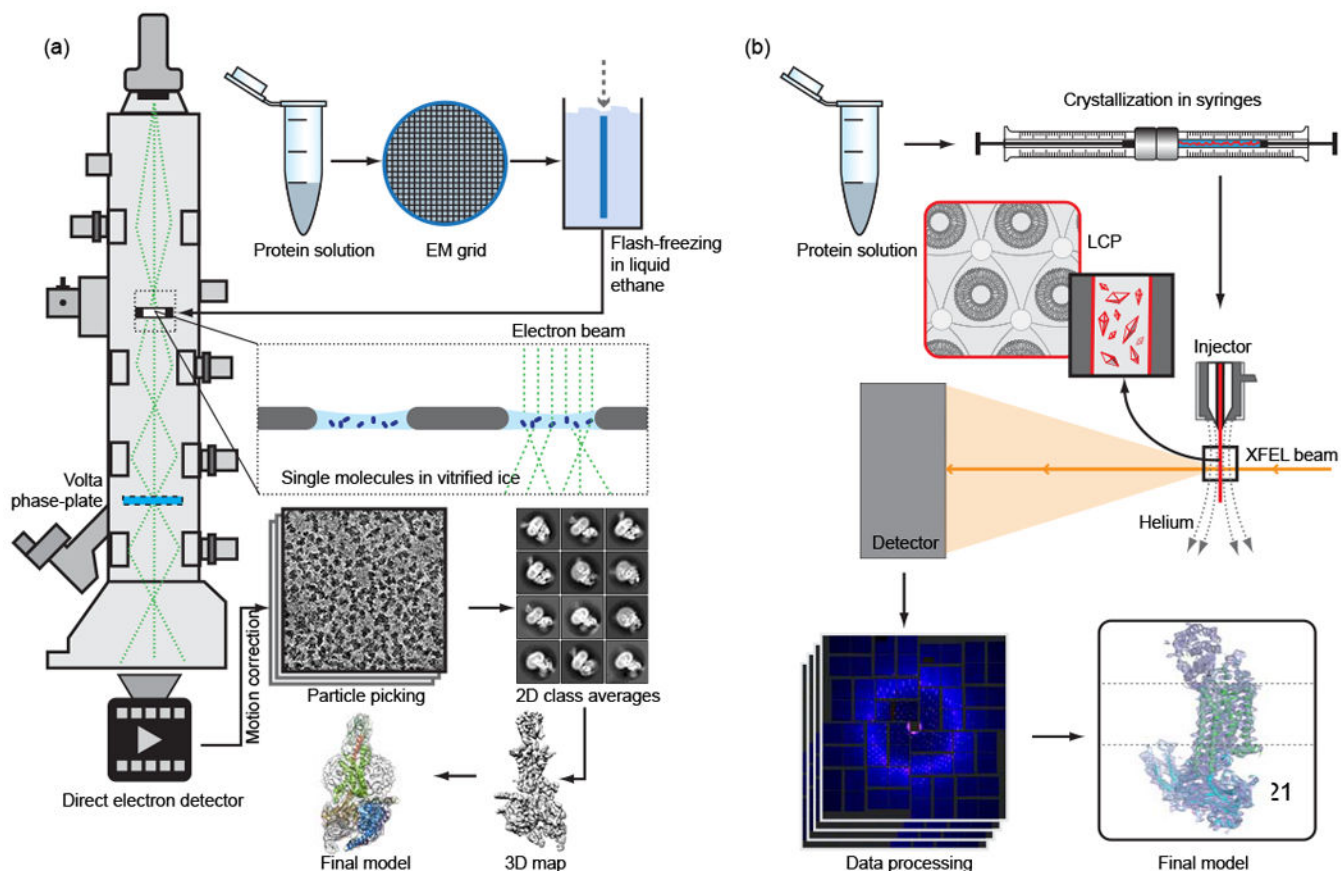 (a)
Protein solution
EM grid
Flash-freezing
in liquid
ethane
Electron beam
Single molecules in vitrified ice
Volta
phase-plate
Motion correction
Particle picking
2D class averages
Direct electron detector
Final model
3D map
(b)
Crystallization in syringes
Protein solution
LCP
Injector
XFEL beam
Helium
Detector
21
Data processing
Final model